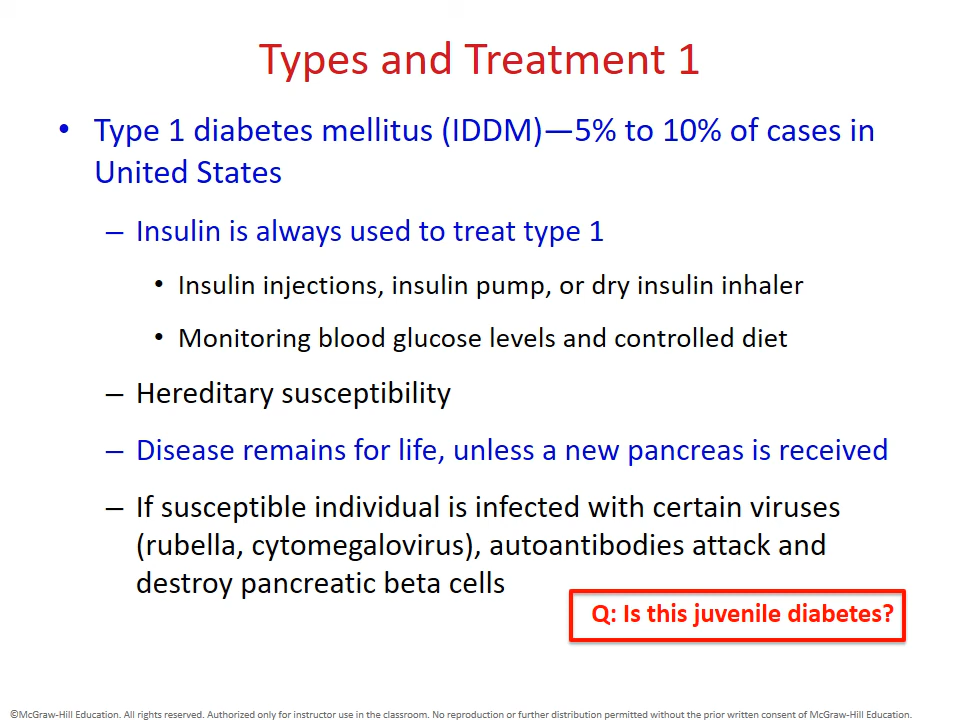 Types and Treatment 1
• Type 1 diabetes mellitus (IDDM)—5% to 10% of cases in
United States
– Insulin is always used to treat type 1
• Insulin injections, insulin pump, or dry insulin inhaler
• Monitoring blood glucose levels and controlled diet
– Hereditary susceptibility
– Disease remains for life, unless a new pancreas is received
– If susceptible individual is infected with certain viruses
(rubella, cytomegalovirus), autoantibodies attack and
destroy pancreatic beta cells
Q: Is this juvenile diabetes?
©McGraw-Hill Education. All rights reserved. Authorized only for instructor use in the classroom. No reproduction or further distribution permitted without the prior written consent of McGraw-Hill Education.